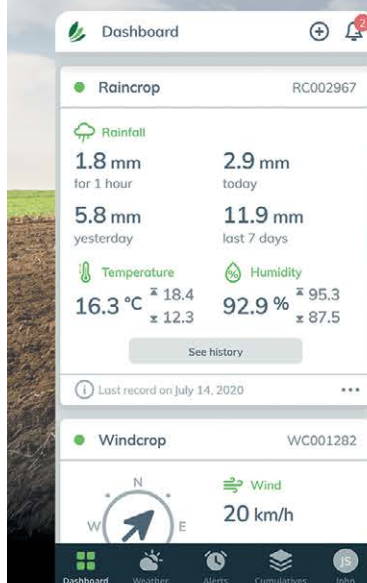 Dashboard
2
Raincrop RC002967
Rainfall
1.8 mm 2.9 mm
for 1 hour today
5.8 mm 11.9 mm
yesterday last 7 days
Temperature Humidity
16.3 °C 18.4 12.3 92.9 % 95.3 87.5
See history
i Last record on July 14, 2020
Windcrop WC001282
N
Wind
W E 20 km/h
JS
Dashboard Weather Alerts Cumulatives John